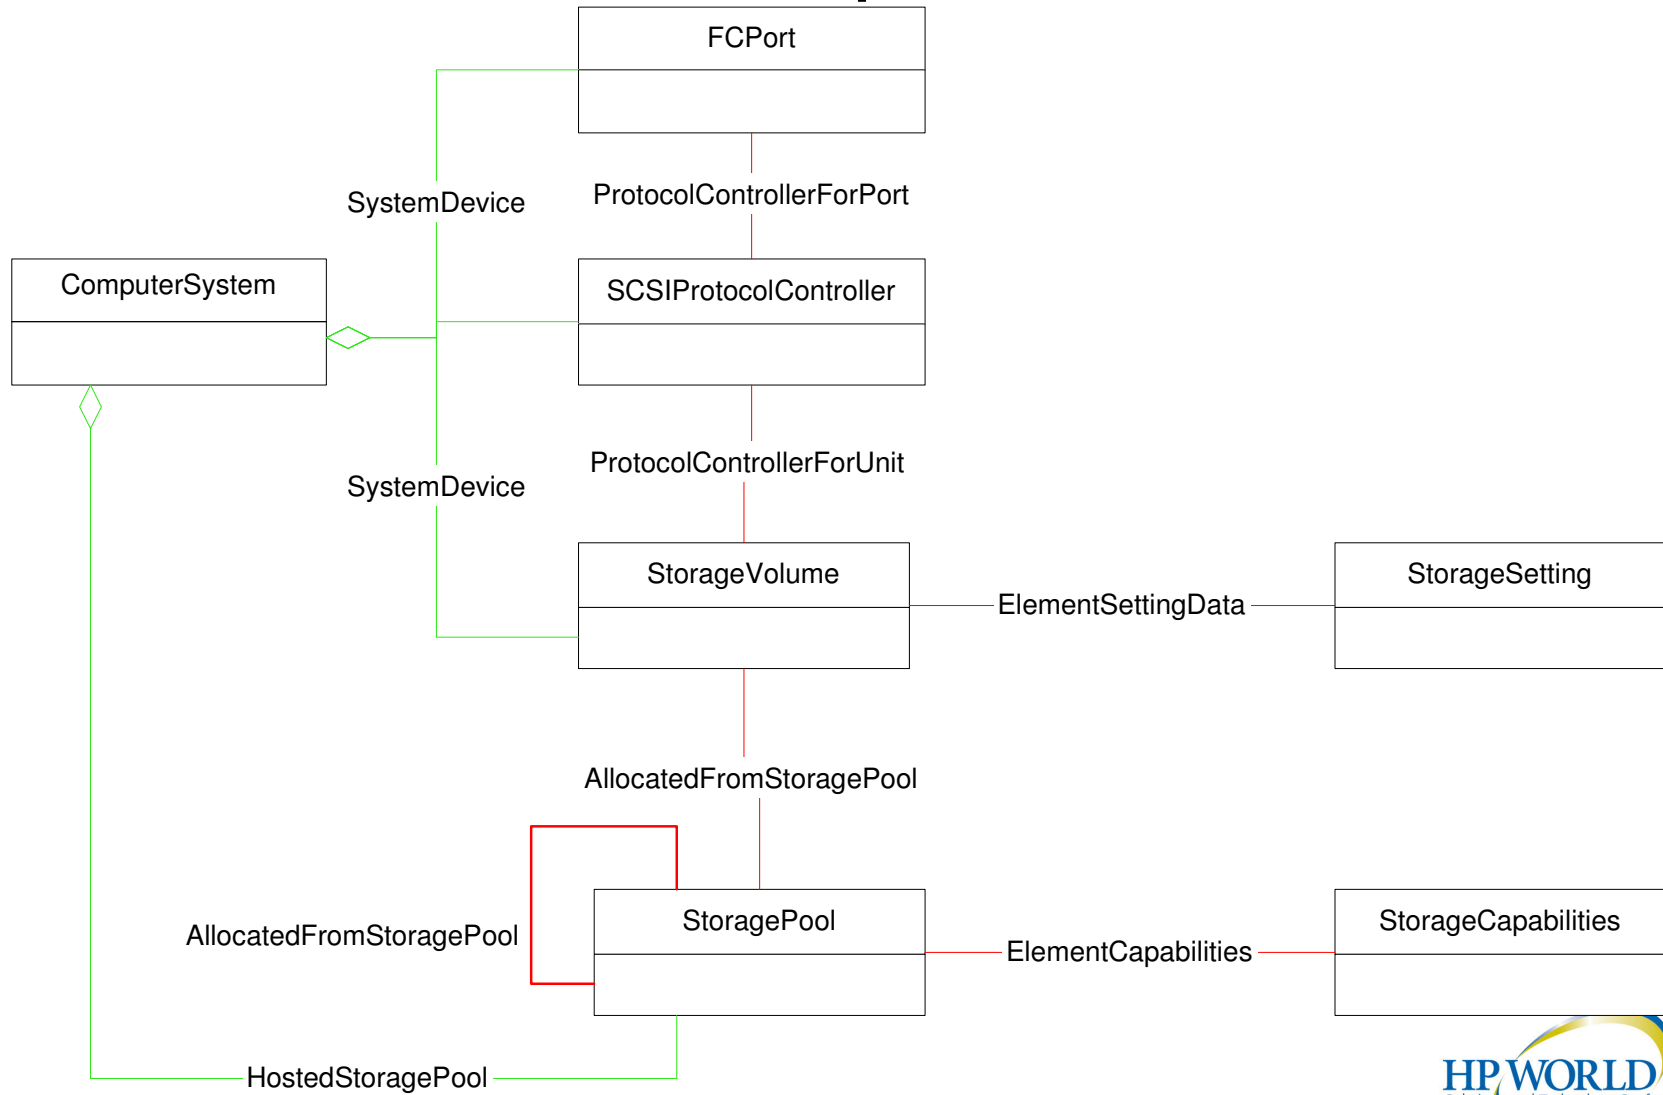 FCPort
SystemDevice
ProtocolControllerForPort
ComputerSystem
SCSIProtocolController
ProtocolControllerForUnit
SystemDevice
StorageVolume
StorageSetting
ElementSettingData
AllocatedFromStoragePool
StoragePool
StorageCapabilities
AllocatedFromStoragePool
ElementCapabilities
HostedStoragePool
HP WORLD